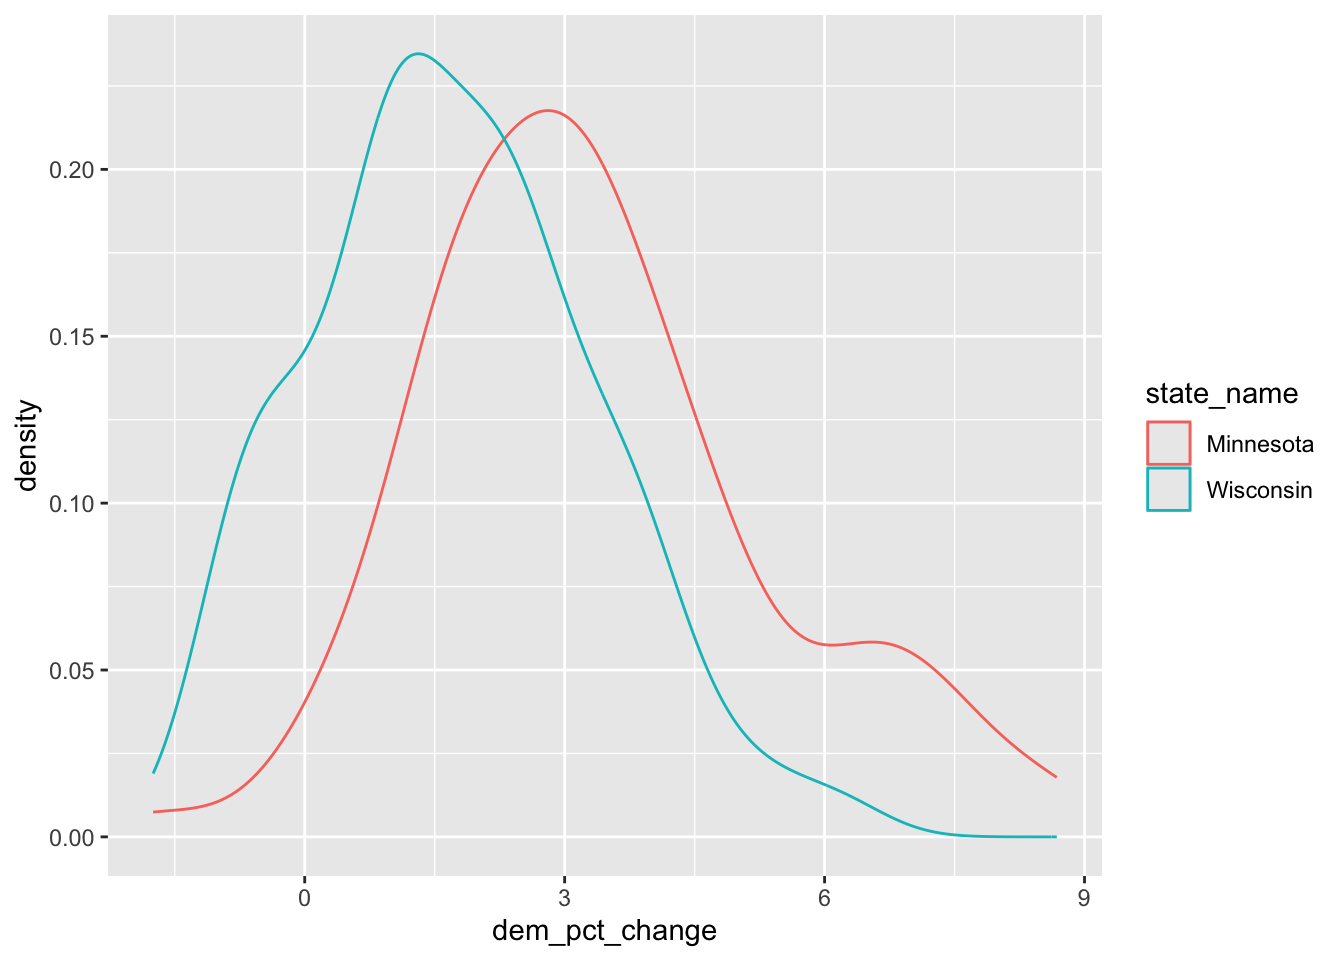 density
0.20
0.15
0.10
0.05
0.00
0 3 6 9
dem_pct_change
state_name
Minnesota
Wisconsin